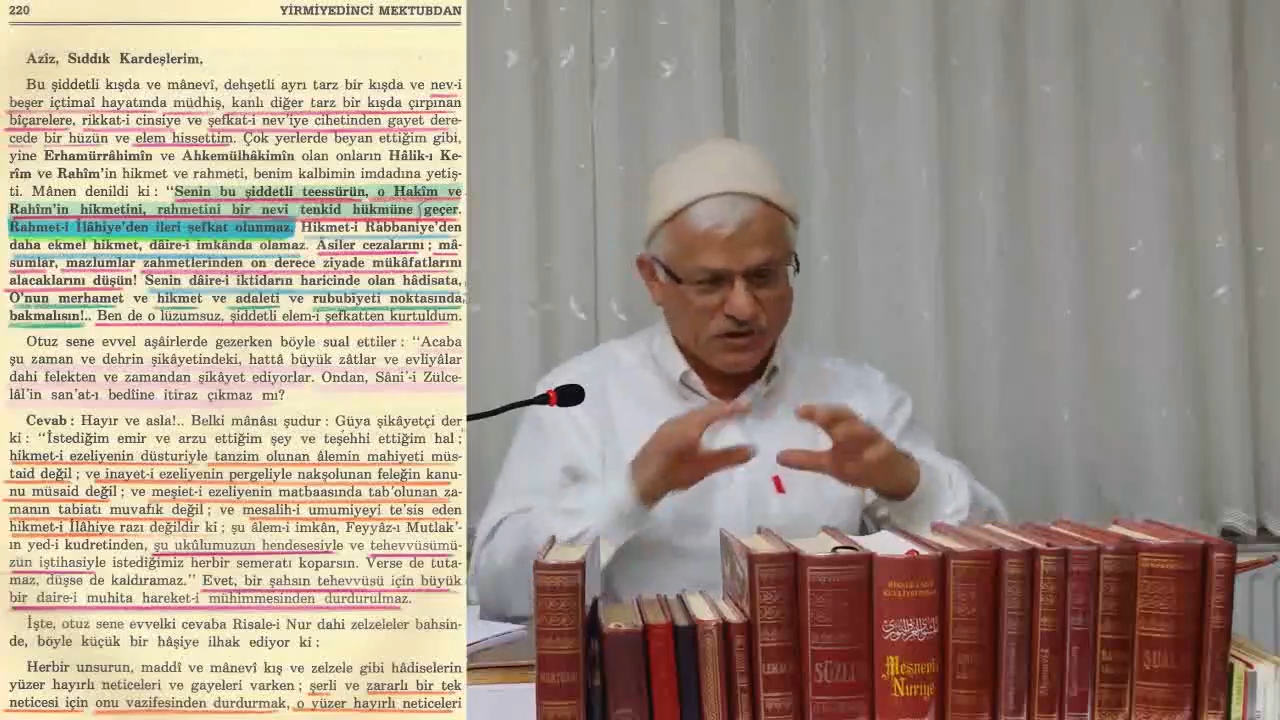 220
YİRMİYEDİNCİ MEKTUBDAN
Azîz, Sıddık Kardeşlerim,
Bu şiddetli kışda ve mânevî, dehşetli ayrı tarz bir kışda ve nev-i
beşer içtimaî hayatında müdhiş, kanlı diğer tarz bir kışda çırpınan
bîçarelere, rikkat-i cinsiye ve şefkat-i nev'iye cihetinden gayet dere-
cede bir hüzün ve elem hissettim. Çok yerlerde beyan ettiğim gibi,
yine Erhamürrâhimîn ve Ahkemülhâkimîn olan onların Hâlik-ı Ke-
rîm ve Rahîm'in hikmet ve rahmeti, benim kalbimin imdadına yetiş-
ti. Mânen denildi ki : "Senin bu şiddetli teessürün, o Hakîm ve
Rahîm'in hikmetini, rahmetini bir nevi tenkid hükmüne geçer.
Rahmet-i İlâhiye'den ileri şefkat olunmaz. Hikmet-i Rabbaniye'den
daha ekmel hikmet, dâire-i imkânda olamaz. Asiler cezalarını ; mâ-
sumlar, mazlumlar zahmetlerinden on derece ziyade mükâfatlarını
alacaklarını düşün! Senin dâire-i iktidarın haricinde olan hâdisata,
O'nun merhamet ve hikmet ve adaleti ve rububiyeti noktasında
bakmalısın!.. Ben de o lüzumsuz, şiddetli elem-i şefkatten kurtuldum.
Otuz sene evvel aşâirlerde gezerken böyle sual ettiler : "Acaba
şu zaman ve dehrin şikâyetindeki, hattâ büyük zâtlar ve evliyâlar
dahi felekten ve zamandan şikâyet ediyorlar. Ondan, Sâni'-i Zülce-
lâl'in san'at-ı bedîine itiraz çıkmaz mı?
Cevab : Hayır ve asla!.. Belki mânâsı şudur : Güya şikâyetçi der
ki : "İstediğim emir ve arzu ettiğim şey ve teşehhi ettiğim hal ;
hikmet-i ezeliyenin düsturiyle tanzim olunan âlemin mahiyeti müs-
taid değil ; ve inayet-i ezeliyenin pergeliyle nakşolunan feleğin kanu-
nu müsaid değil ; ve meşiet-i ezeliyenin matbaasında tab'olunan za-
manın tabiatı muvafık değil ; ve mesalih-i umumiyeyi te'sis eden
hikmet-i İlâhiye razı değildir ki ; şu âlem-i imkân, Feyyâz-ı Mutlak'-
ın yed-i kudretinden, şu ukûlumuzun hendesesiyle ve tehevvüsümü-
zün iştihasiyle istediğimiz herbir semeratı koparsın. Verse de tuta-
maz, düşse de kaldıramaz." Evet, bir şahsın tehevvüsü için büyük
bir daire-i muhita hareket-i mühimmesinden durdurulmaz.
İşte, otuz sene evvelki cevaba Risale-i Nur dahi zelzeleler bahsin-
de, böyle küçük bir hâşiye ilhak ediyor ki :
Herbir unsurun, maddî ve mânevî kış ve zelzele gibi hâdiselerin
yüzer hayırlı neticeleri ve gayeleri varken ; şerli ve zararlı bir tek
neticesi için onu vazifesinden durdurmak, o yüzer hayırlı neticeleri
SÖZLER
Mesnevî-i
Nuriye